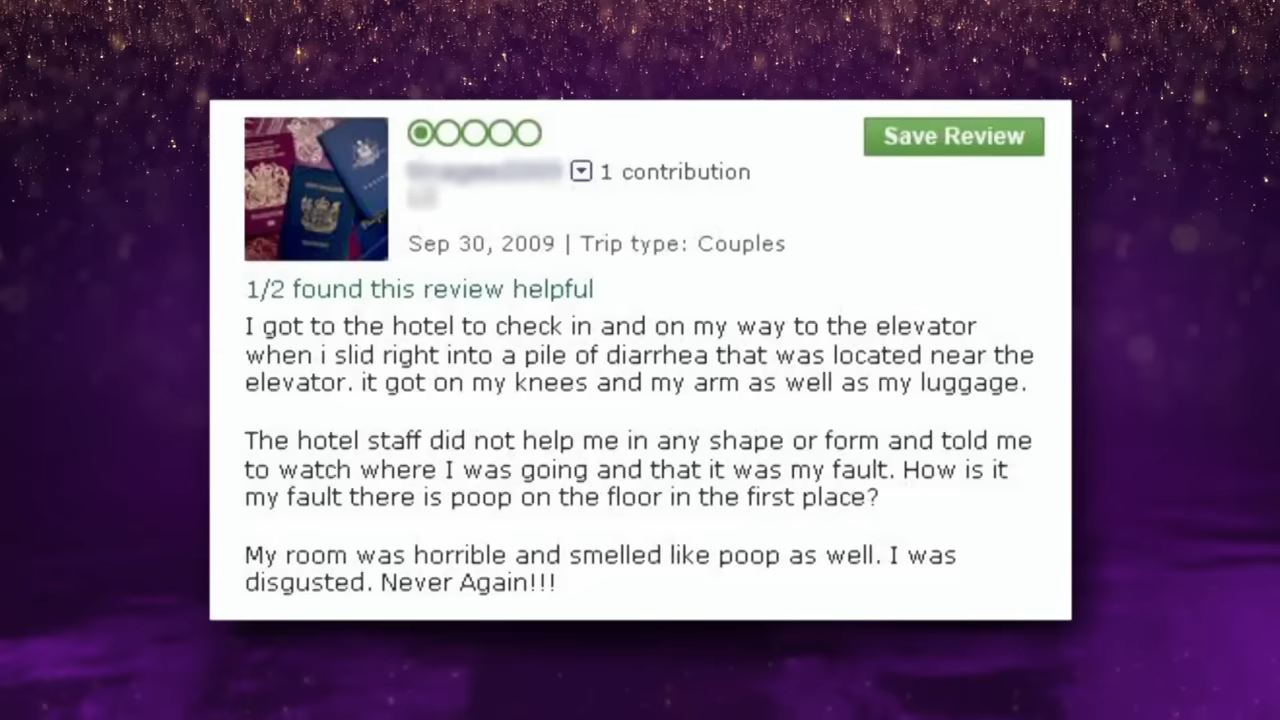 Save Review
1 contribution
Sep 30, 2009 | Trip type: Couples
1/2 found this review helpful
I got to the hotel to check in and on my way to the elevator
when i slid right into a pile of diarrhea that was located near the
elevator. it got on my knees and my arm as well as my luggage.
The hotel staff did not help me in any shape or form and told me
to watch where I was going and that it was my fault. How is it
my fault there is poop on the floor in the first place?
My room was horrible and smelled like poop as well. I was
disgusted. Never Again!!!